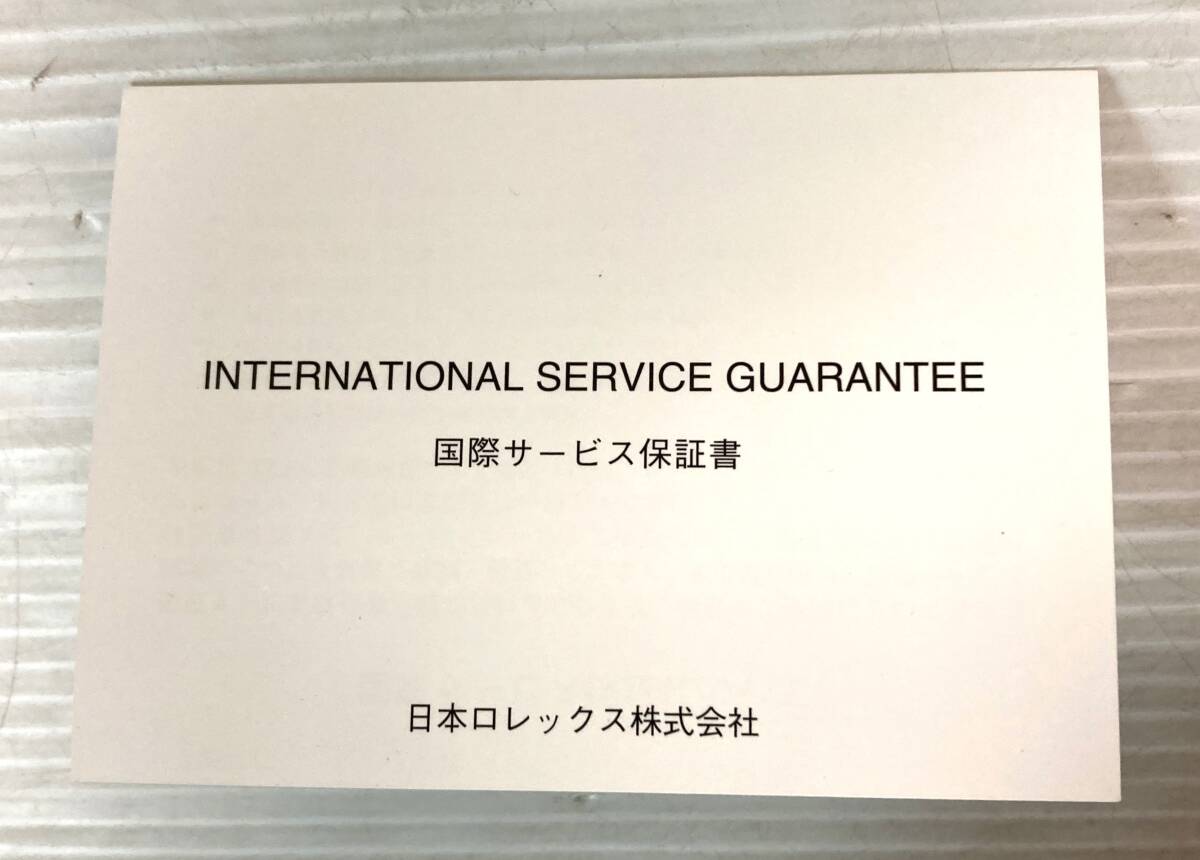 INTERNATIONAL SERVICE GUARANTEE
国際サービス保証書
日本ロレックス株式会社